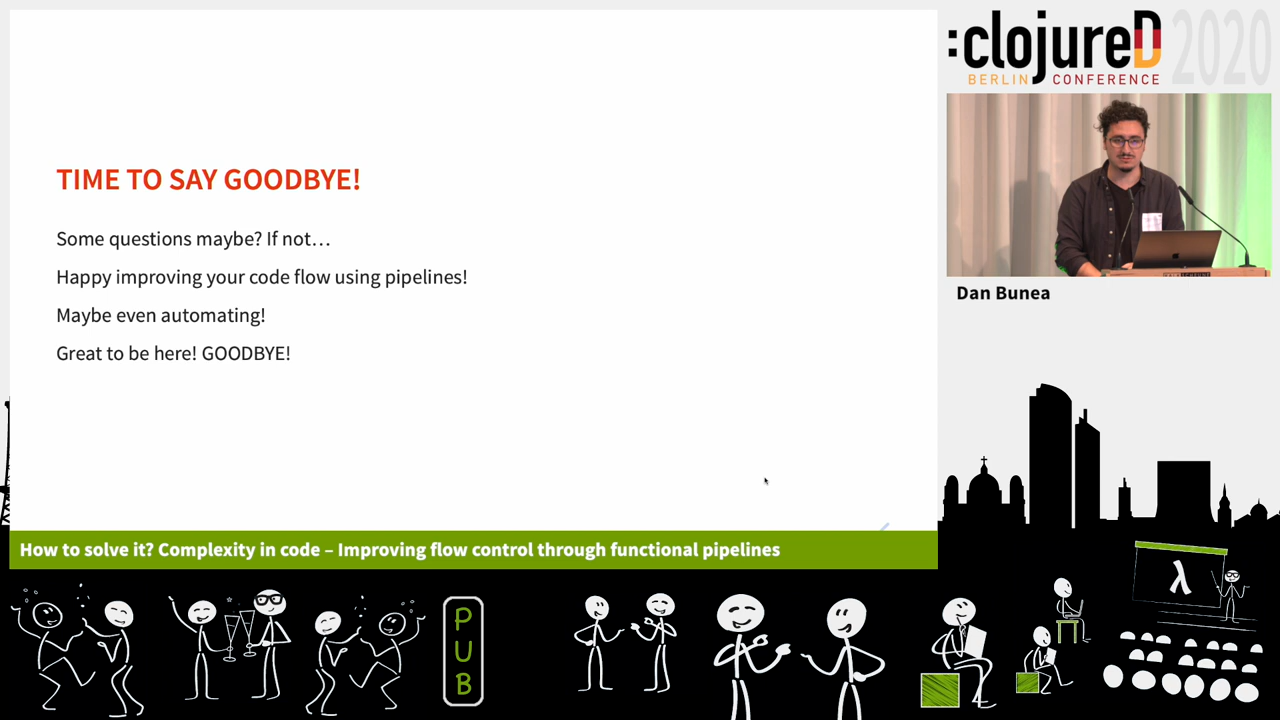 :clojureD 2020
BERLIN CONFERENCE
TIME TO SAY GOODBYE!
Some questions maybe? If not…
Happy improving your code flow using pipelines!
Maybe even automating!
Great to be here! GOODBYE!
Dan Bunea
How to solve it? Complexity in code – Improving flow control through functional pipelines
PUB
λ